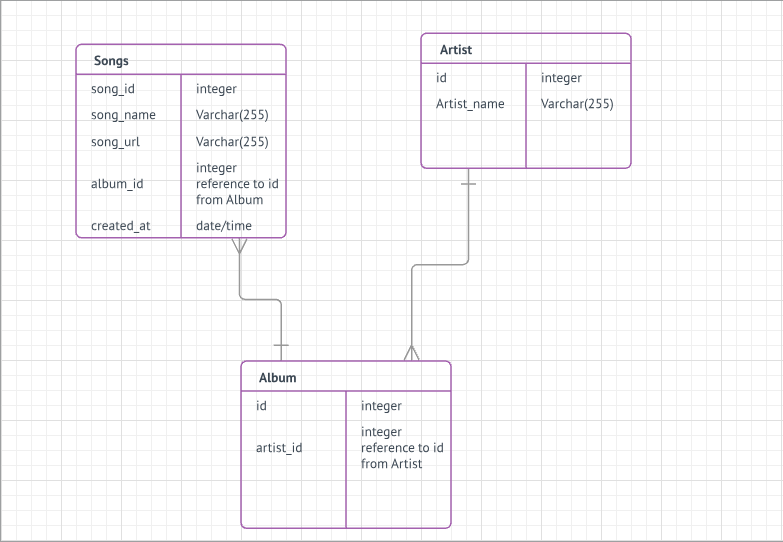 Songs
song_id integer
song_name Varchar(255)
song_url Varchar(255)
album_id integer
reference to id
from Album
created_at date/time
Artist
id integer
Artist_name Varchar(255)
Album
id integer
artist_id integer
reference to id
from Artist